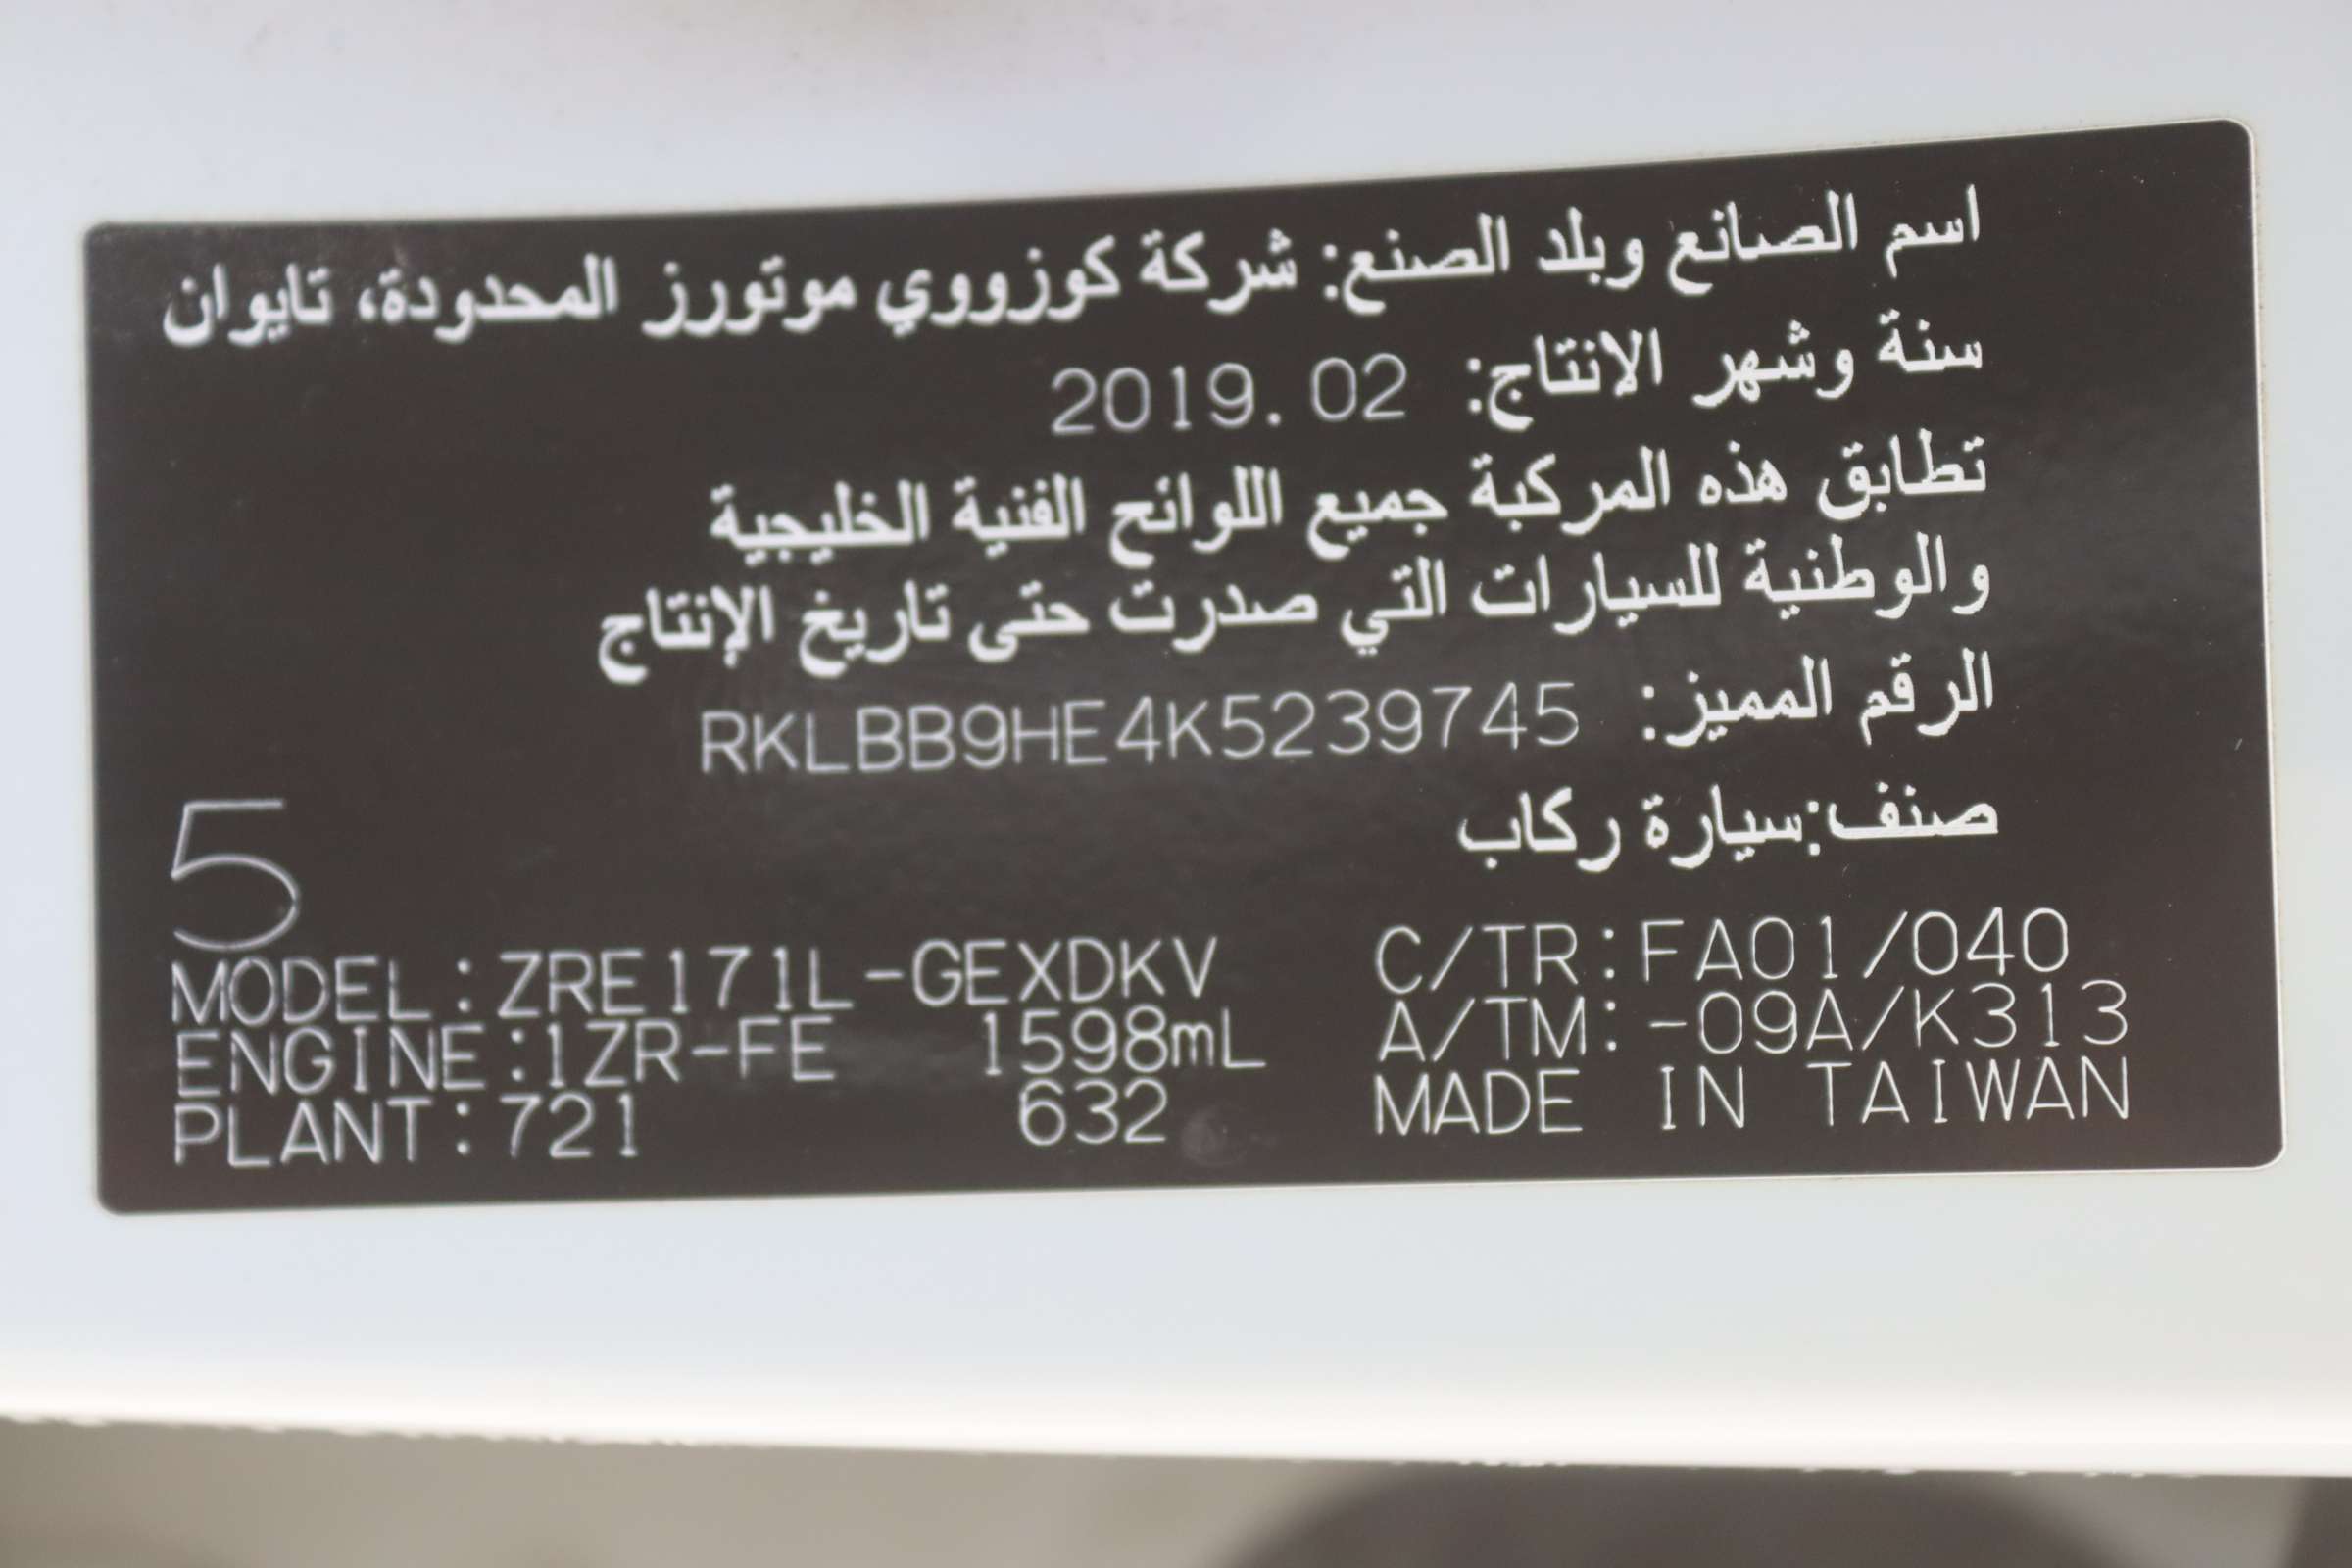 اسم الصانع وبلد الصنع: شركة كوزووي موتورز المحدودة، تايوان
سنة وشهر الانتاج: 2019. 02
تطابق هذه المركبة جميع اللوائح الفنية الخليجية
والوطنية للسيارات التي صدرت حتى تاريخ الإنتاج
الرقم المميز: RKLBB9HE4K5239745
صنف:سيارة ركاب
5
MODEL:ZRE171L-GEXDKV C/TR:FA01/040
ENGINE:1ZR-FE 1598mL A/TM:-09A/K313
PLANT:721 632 MADE IN TAIWAN